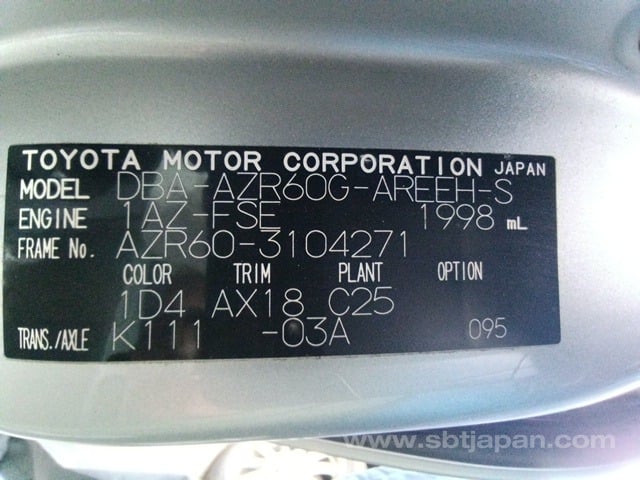 TOYOTA MOTOR CORPORATION JAPAN
MODEL DBA-AZR60G-AREEH-S
ENGINE 1AZ-FSE 1998 mL
FRAME No. AZR60-3104271
COLOR TRIM PLANT OPTION
1D4 AX18 C25
TRANS./AXLE K111 -03A 095
www.sbtjapan.com